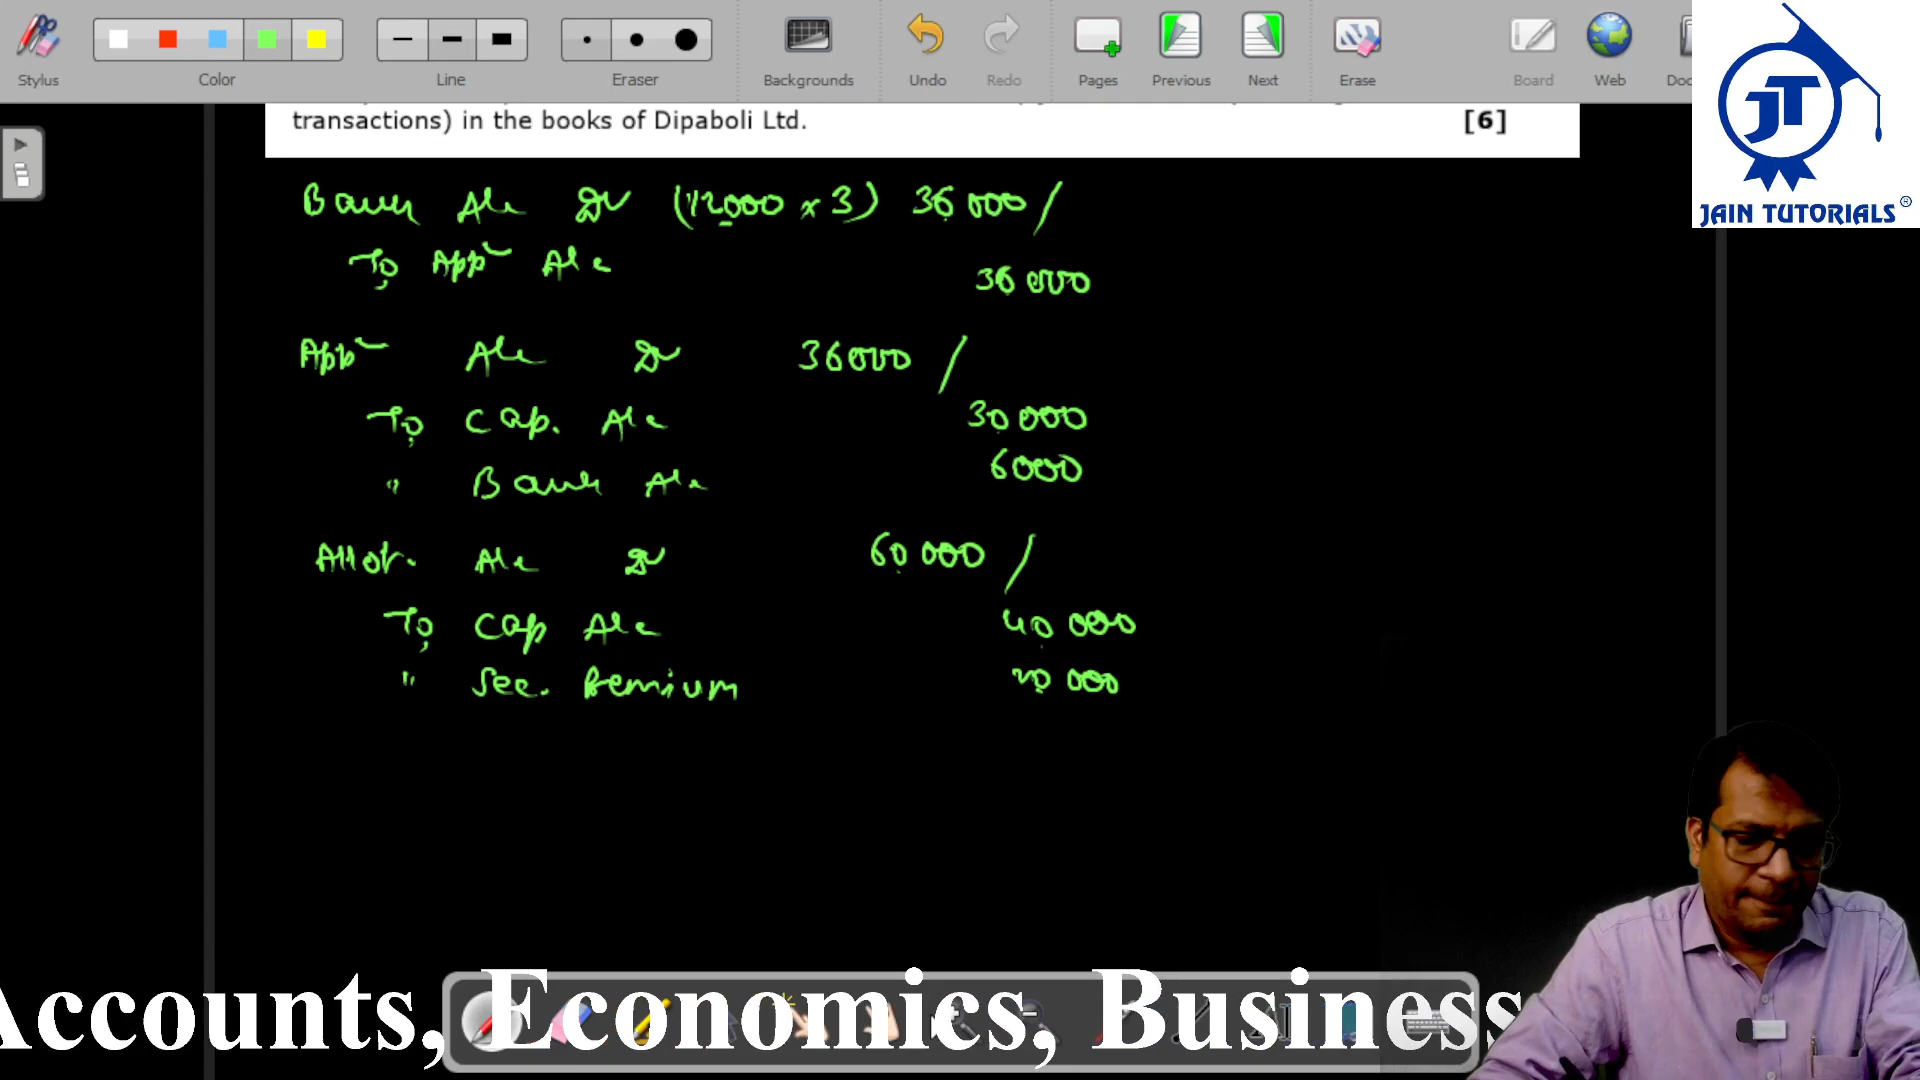 Stylus
Color
Line
Eraser
Backgrounds
Undo
Redo
Pages
Previous
Next
Erase
Board
Web
JT
JAIN TUTORIALS®
transactions) in the books of Dipaboli Ltd. [6]
Bank A/c Dr (12000 x 3) 36000 /
To App A/c 36000
App A/c Dr 36000 /
To Cap. A/c 30000
" Bank A/c 6000
Allot. A/c Dr 60000 /
To Cap A/c 40000
" Sec. Premium 20000
Accounts, Economics, Business